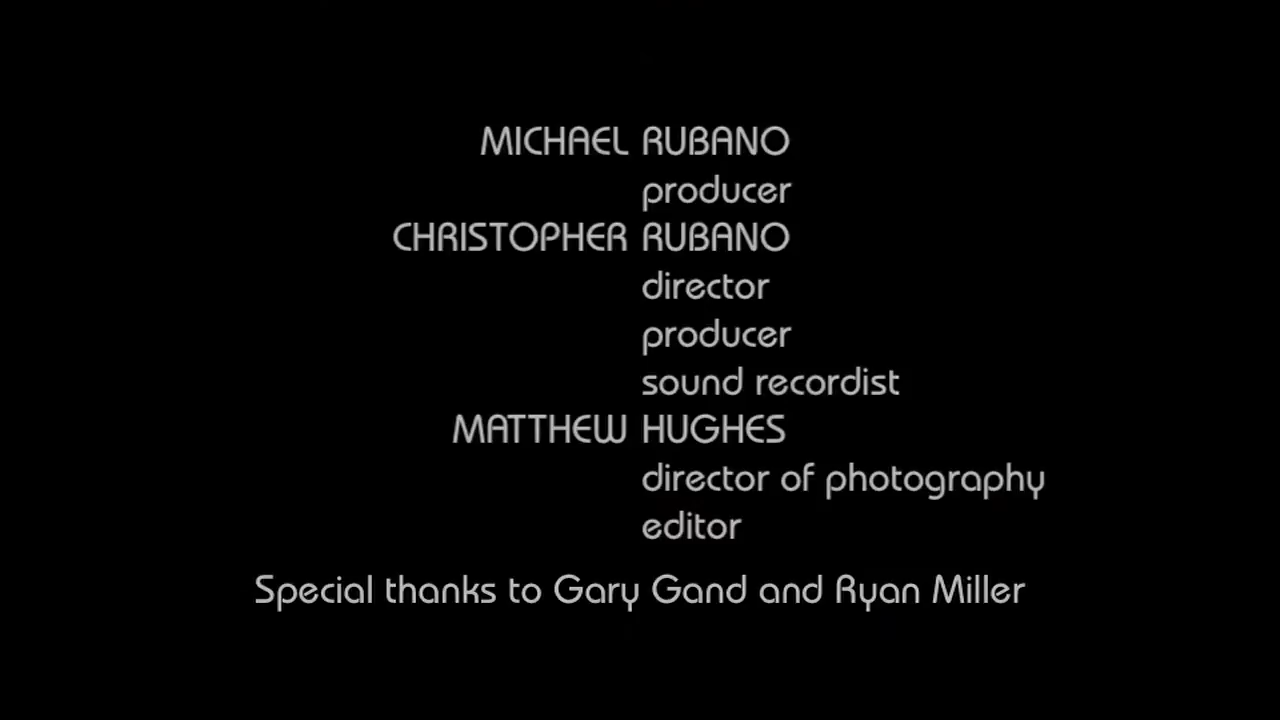 MICHAEL RUBANO
producer
CHRISTOPHER RUBANO
director
producer
sound recordist
MATTHEW HUGHES
director of photography
editor
Special thanks to Gary Gand and Ryan Miller